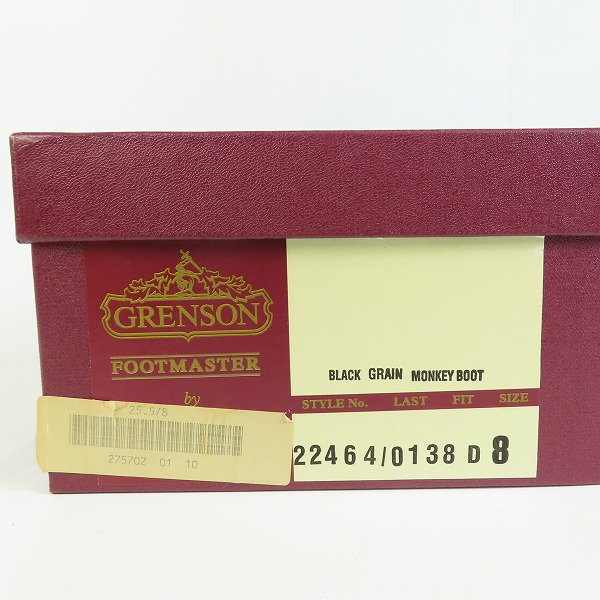 GRENSON
FOOTMASTER
by
25.5/8
275702 01 10
BLACK GRAIN MONKEY BOOT
STYLE No. LAST FIT SIZE
22464/0138 D 8